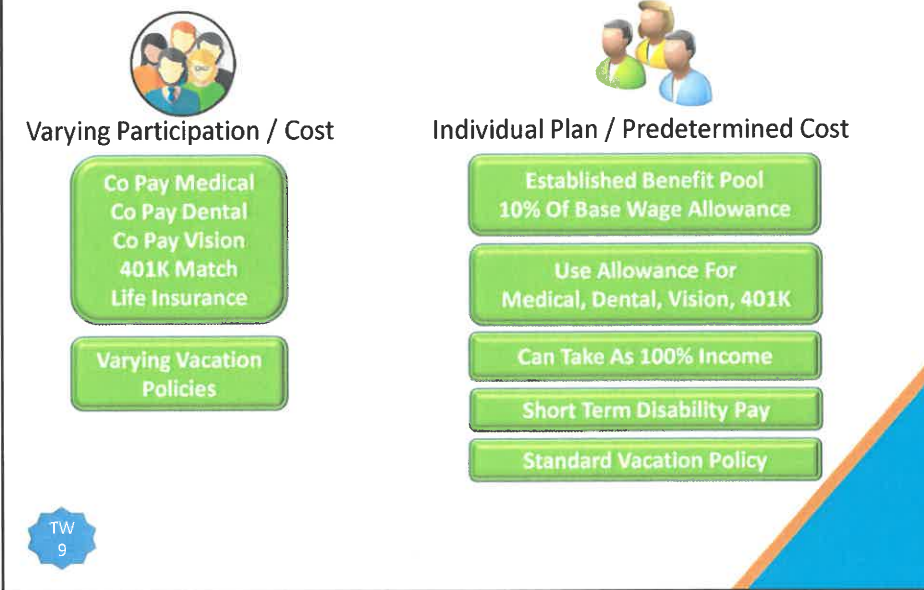 Varying Participation / Cost
Co Pay Medical
Co Pay Dental
Co Pay Vision
401K Match
Life Insurance
Varying Vacation
Policies
Individual Plan / Predetermined Cost
Established Benefit Pool
10% Of Base Wage Allowance
Use Allowance For
Medical, Dental, Vision, 401K
Can Take As 100% Income
Short Term Disability Pay
Standard Vacation Policy
TW
9